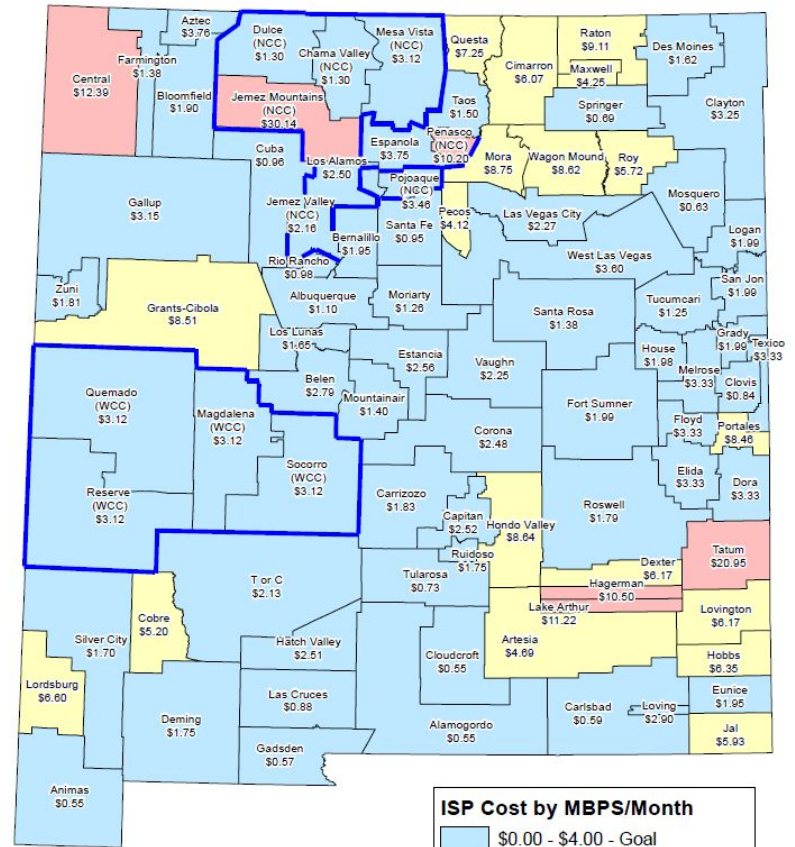 Aztec
$3.76
Dulce
(NCC)
$1.30
Chama Valley
(NCC)
$1.30
Mesa Vista
(NCC)
$3.12
Questa
$7.25
Raton
$9.11
Des Moines
$1.62
Central
$12.39
Farmington
$1.38
Bloomfield
$1.90
Jemez Mountains
(NCC)
$30.14
Cimarron
$6.07
Maxwell
$4.25
Taos
$1.50
Springer
$0.69
Clayton
$3.25
Cuba
$0.96
Los Alamos
$2.50
Espanola
$3.75
Penasco
(NCC)
$10.20
Mora
$8.75
Wagon Mound
$8.62
Roy
$5.72
Gallup
$3.15
Jemez Valley
(NCC)
$2.16
Pojoaque
(NCC)
$3.46
Mosquero
$0.63
Pecos
$4.12
Las Vegas City
$2.27
Bernalillo
$1.95
Santa Fe
$0.95
Logan
$1.99
Rio Rancho
$0.98
West Las Vegas
$3.60
Zuni
$1.81
Grants-Cibola
$8.51
Albuquerque
$1.10
Moriarty
$1.26
Santa Rosa
$1.38
Tucumcari
$1.25
San Jon
$1.99
Los Lunas
$1.65
Estancia
$2.56
Vaughn
$2.25
House
$1.98
Grady
$1.99
Texico
$3.33
Melrose
$3.33
Clovis
$0.84
Quemado
(WCC)
$3.12
Magdalena
(WCC)
$3.12
Belen
$2.79
Mountainair
$1.40
Fort Sumner
$1.99
Floyd
$3.33
Portales
$8.46
Corona
$2.48
Socorro
(WCC)
$3.12
Reserve
(WCC)
$3.12
Carrizozo
$1.83
Capitan
$2.52
Hondo Valley
$8.64
Roswell
$1.79
Elida
$3.33
Dora
$3.33
Ruidoso
$1.75
Tatum
$20.95
T or C
$2.13
Tularosa
$0.73
Dexter
$6.17
Hagerman
$10.50
Lake Arthur
$11.22
Lovington
$6.17
Cobre
$5.20
Silver City
$1.70
Hatch Valley
$2.51
Cloudcroft
$0.55
Artesia
$4.69
Hobbs
$6.35
Lordsburg
$6.60
Las Cruces
$0.88
Deming
$1.75
Alamogordo
$0.55
Carlsbad
$0.59
Loving
$2.90
Eunice
$1.95
Jal
$5.93
Gadsden
$0.57
Animas
$0.55
ISP Cost by MBPS/Month
$0.00 - $4.00 - Goal